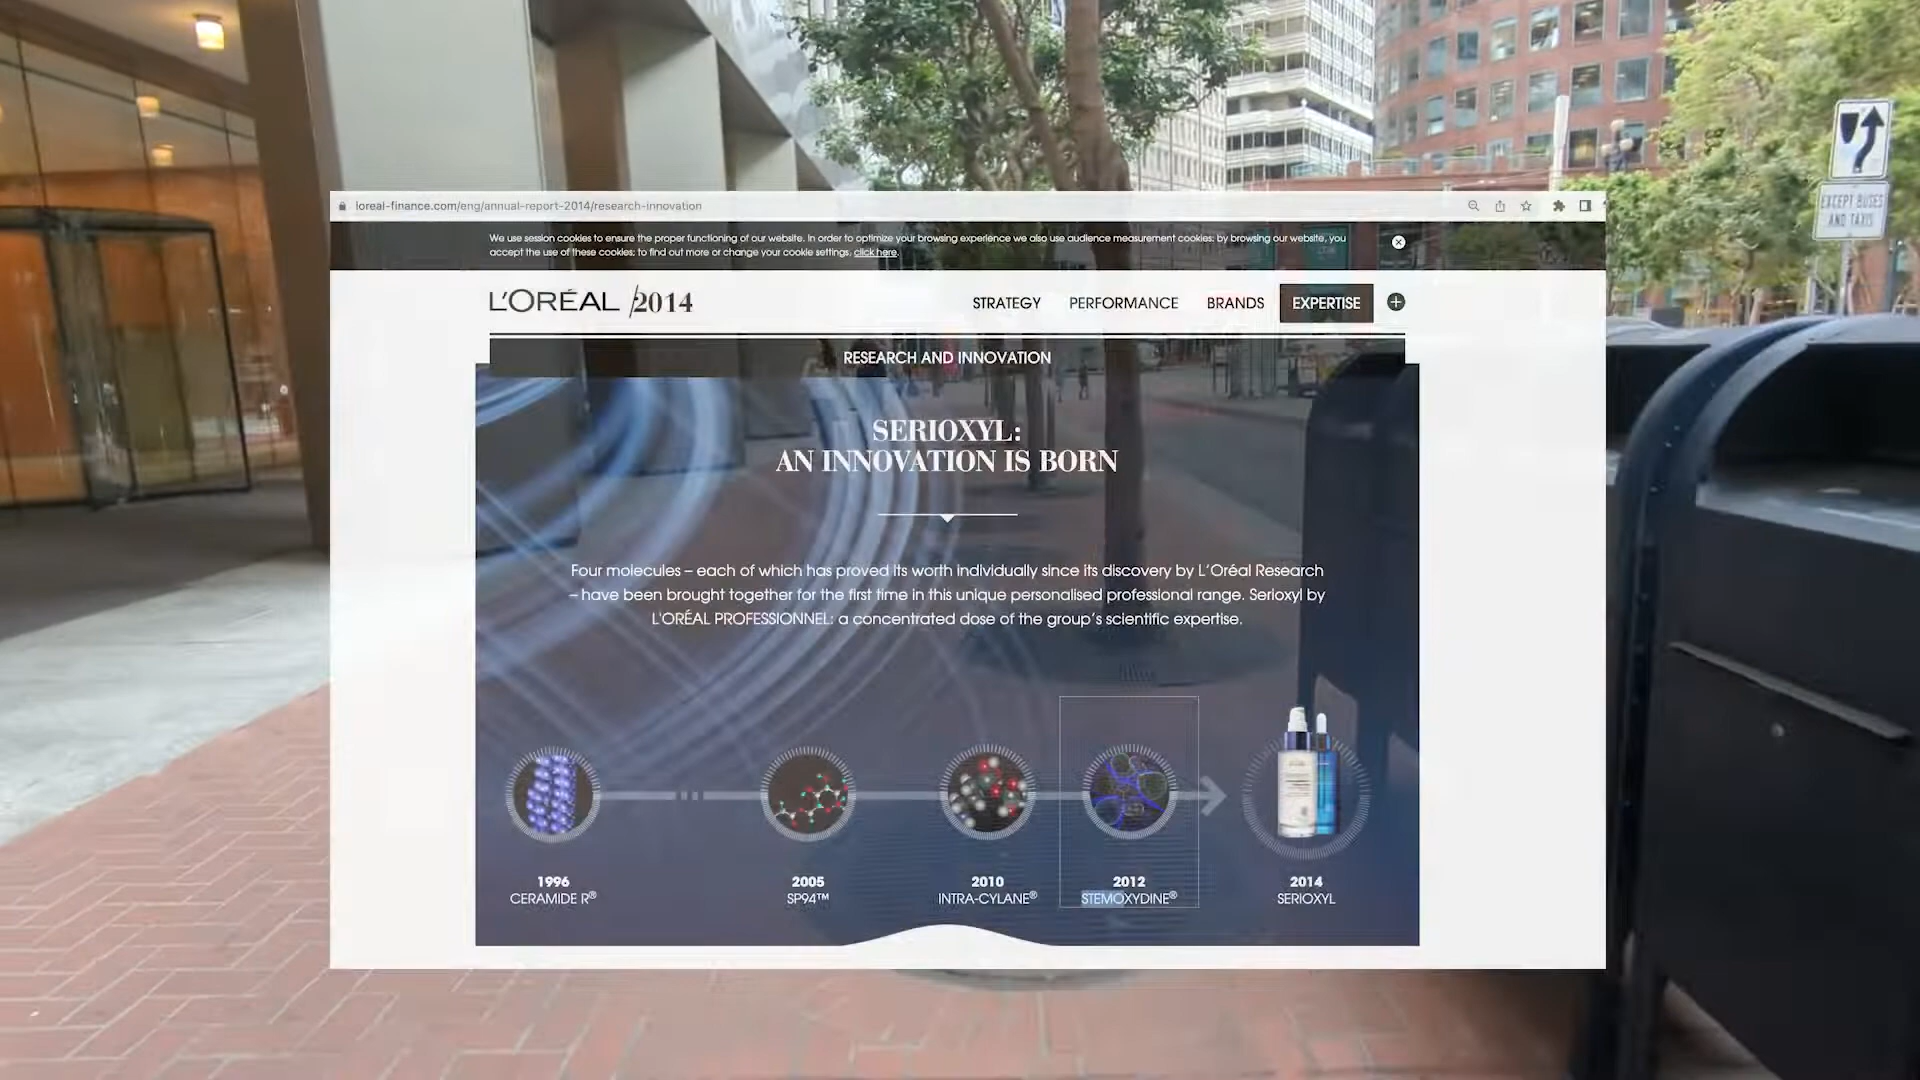 EXCEPT BUSES
AND TAXIS
loreal-finance.com/eng/annual-report-2014/research-innovation
We use session cookies to ensure the proper functioning of our website. In order to optimize your browsing experience we also use audience measurement cookies: by browsing our website, you
accept the use of these cookies; to find out more or change your cookie settings, click here.
L'ORÉAL /2014
STRATEGY PERFORMANCE BRANDS EXPERTISE
RESEARCH AND INNOVATION
SERIOXYL:
AN INNOVATION IS BORN
Four molecules – each of which has proved its worth individually since its discovery by L'Oréal Research
– have been brought together for the first time in this unique personalised professional range. Serioxyl by
L'ORÉAL PROFESSIONNEL: a concentrated dose of the group's scientific expertise.
1996
CERAMIDE R®
2005
SP94™
2010
INTRA-CYLANE®
2012
STEMOXYDINE®
2014
SERIOXYL